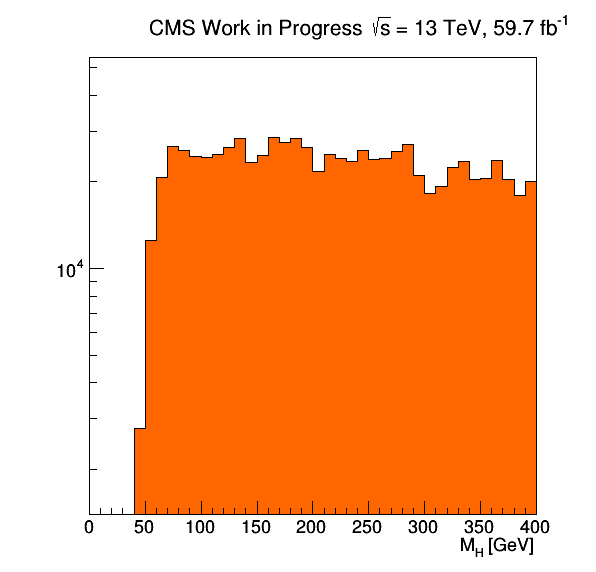 CMS Work in Progress √s = 13 TeV, 59.7 fb⁻¹
10⁴
0 50 100 150 200 250 300 350 400
M_H [GeV]